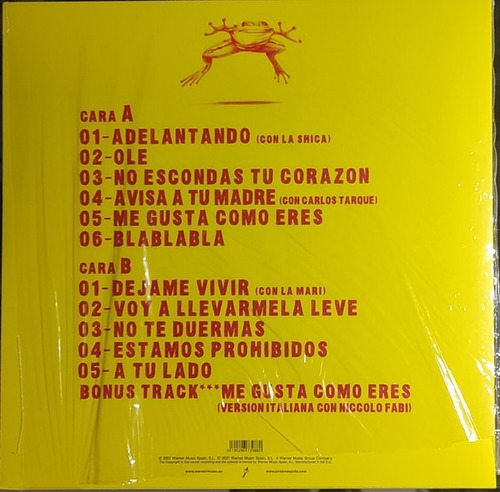 CARA A
01-ADELANTANDO (CON LA SHICA)
02-OLE
03-NO ESCONDAS TU CORAZON
04-AVISA A TU MADRE (CON CARLOS TARQUE)
05-ME GUSTA COMO ERES
06-BLABLABLA
CARA B
01-DEJAME VIVIR (CON LA MARI)
02-VOY A LLEVARMELA LEVE
03-NO TE DUERMAS
04-ESTAMOS PROHIBIDOS
05-A TU LADO
BONUS TRACK***ME GUSTA COMO ERES
(VERSION ITALIANA CON NICCOLO FABI)